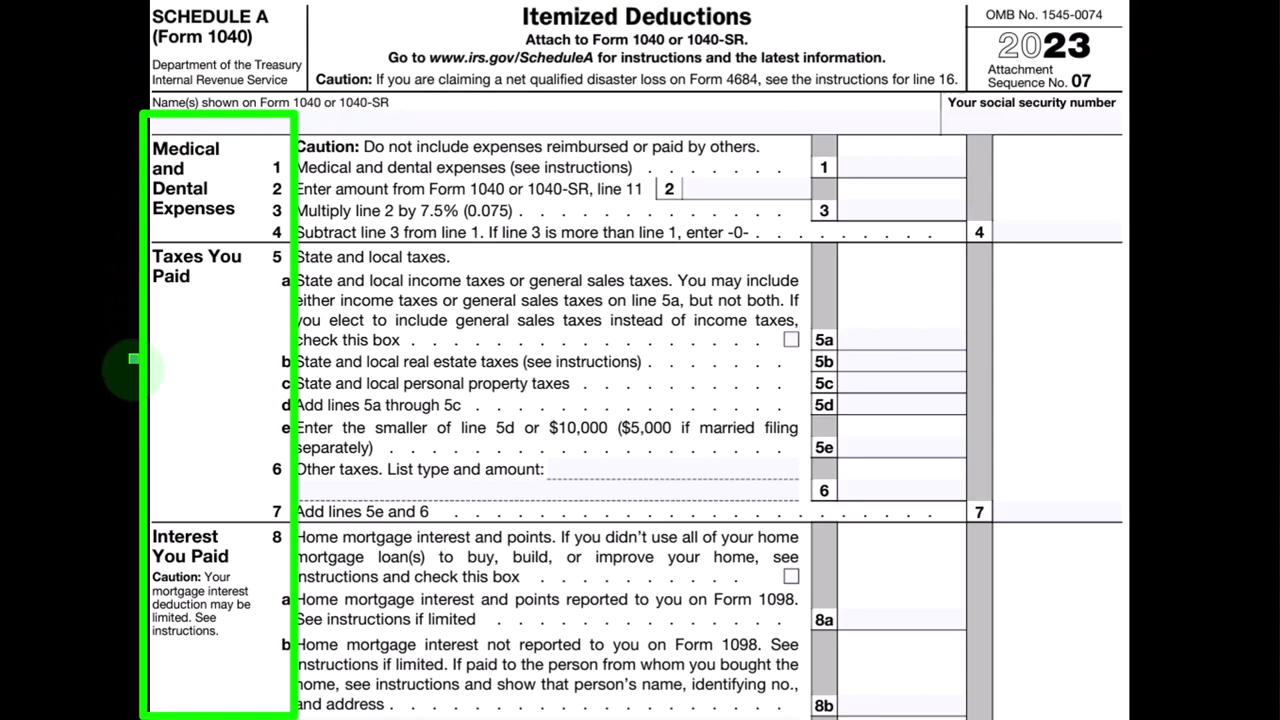 SCHEDULE A
(Form 1040)
Department of the Treasury
Internal Revenue Service
Itemized Deductions
Attach to Form 1040 or 1040-SR.
Go to www.irs.gov/ScheduleA for instructions and the latest information.
Caution: If you are claiming a net qualified disaster loss on Form 4684, see the instructions for line 16.
OMB No. 1545-0074
2023
Attachment
Sequence No. 07
Name(s) shown on Form 1040 or 1040-SR
Your social security number
Medical
and
Dental
Expenses
Caution: Do not include expenses reimbursed or paid by others.
1 Medical and dental expenses (see instructions) . . . . . . . 1
2 Enter amount from Form 1040 or 1040-SR, line 11 2
3 Multiply line 2 by 7.5% (0.075) . . . . . . . . . . . . . 3
4 Subtract line 3 from line 1. If line 3 is more than line 1, enter -0- . . . . . . . . . 4
Taxes You
Paid
5 State and local taxes.
a State and local income taxes or general sales taxes. You may include
either income taxes or general sales taxes on line 5a, but not both. If
you elect to include general sales taxes instead of income taxes,
check this box . . . . . . . . . . . . . . . . . 5a
b State and local real estate taxes (see instructions) . . . . . . . 5b
c State and local personal property taxes . . . . . . . . . . 5c
d Add lines 5a through 5c . . . . . . . . . . . . . . . 5d
e Enter the smaller of line 5d or $10,000 ($5,000 if married filing
separately) . . . . . . . . . . . . . . . . . . . 5e
6 Other taxes. List type and amount:
6
7 Add lines 5e and 6 . . . . . . . . . . . . . . . . . . . . . . 7
Interest
You Paid
Caution: Your
mortgage interest
deduction may be
limited. See
instructions.
8 Home mortgage interest and points. If you didn't use all of your home
mortgage loan(s) to buy, build, or improve your home, see
instructions and check this box . . . . . . . . . .
a Home mortgage interest and points reported to you on Form 1098.
See instructions if limited . . . . . . . . . . . . . . 8a
b Home mortgage interest not reported to you on Form 1098. See
instructions if limited. If paid to the person from whom you bought the
home, see instructions and show that person's name, identifying no.,
and address . . . . . . . . . . . . . . . . . . . 8b